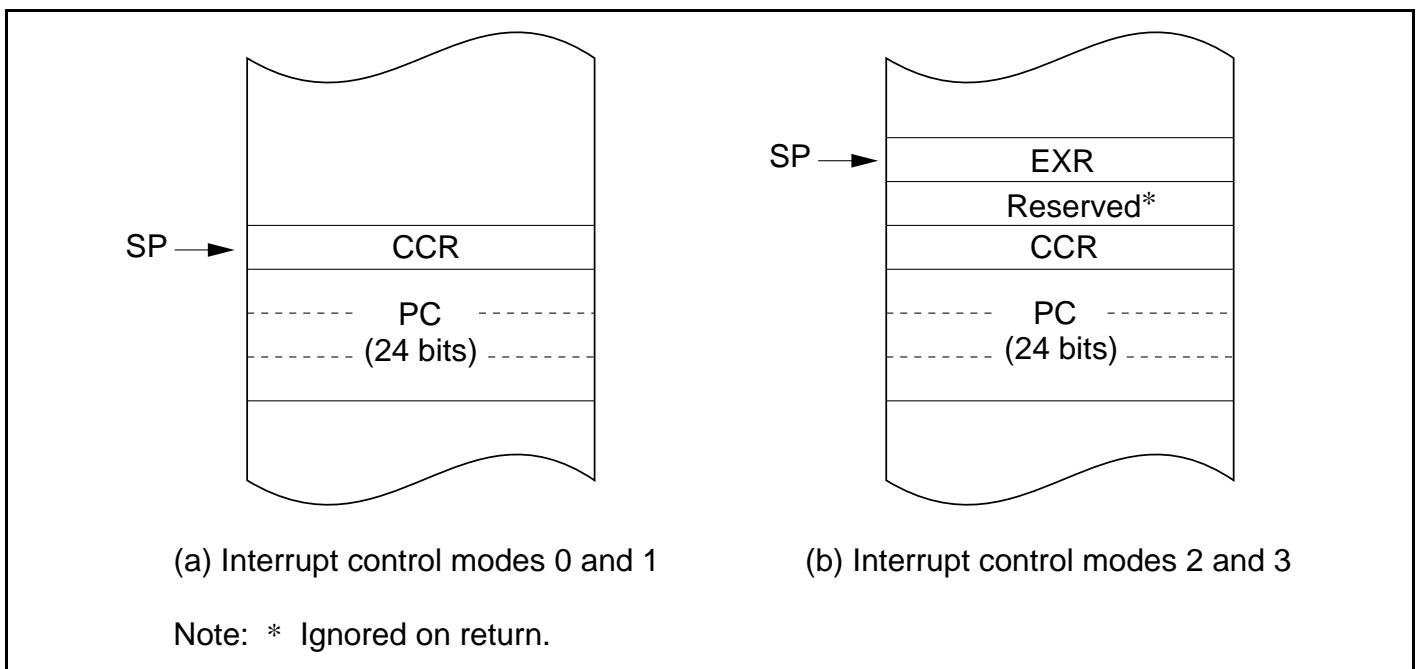 SP
CCR
PC
(24 bits)
(a) Interrupt control modes 0 and 1
SP
EXR
Reserved*
CCR
PC
(24 bits)
(b) Interrupt control modes 2 and 3
Note: * Ignored on return.